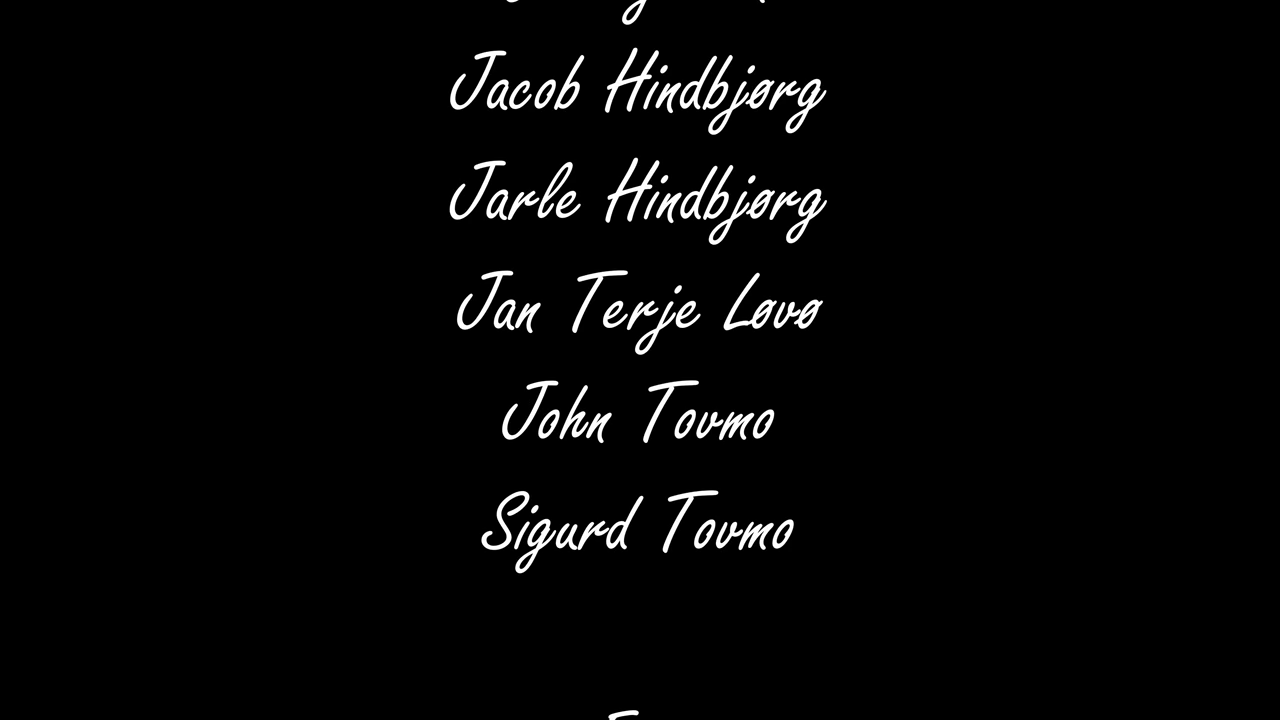 Jacob Hindbjørg
Jarle Hindbjørg
Jan Terje Løvø
John Tovmo
Sigurd Tovmo